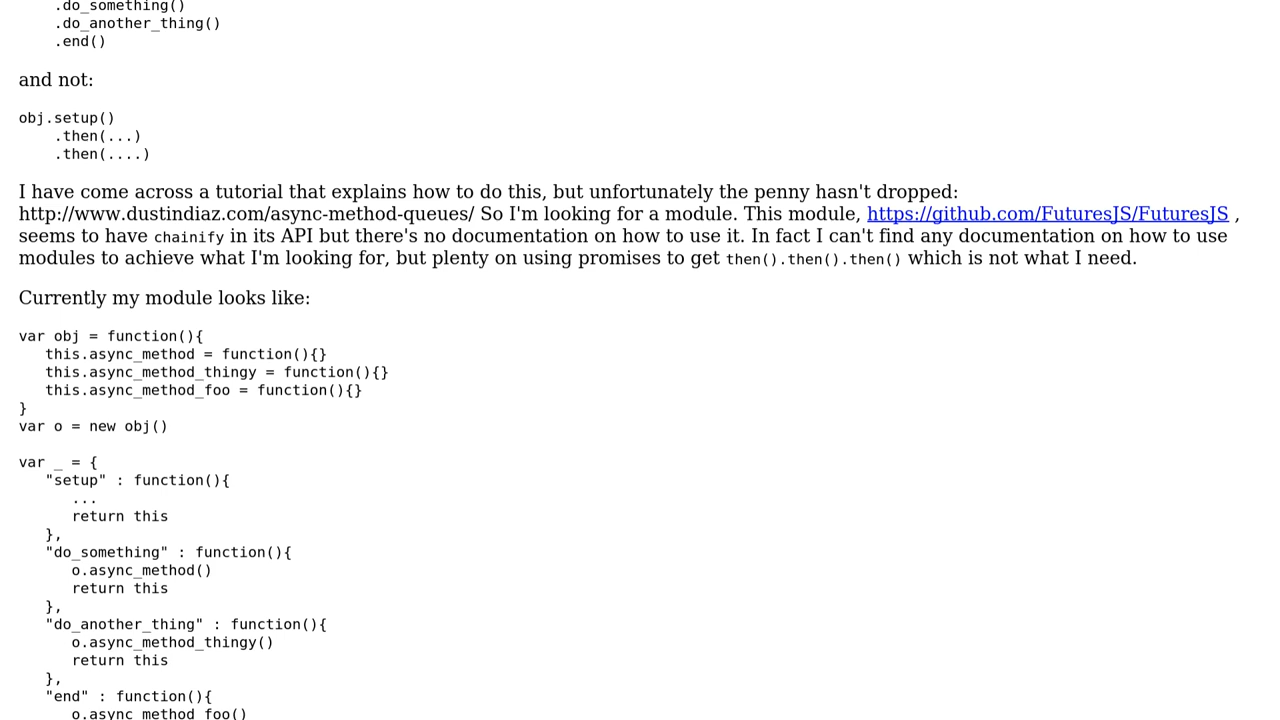 .do_something()
    .do_another_thing()
    .end()
and not:
obj.setup()
    .then(...)
    .then(....)
I have come across a tutorial that explains how to do this, but unfortunately the penny hasn't dropped:
http://www.dustindiaz.com/async-method-queues/ So I'm looking for a module. This module, https://github.com/FuturesJS/FuturesJS ,
seems to have chainify in its API but there's no documentation on how to use it. In fact I can't find any documentation on how to use
modules to achieve what I'm looking for, but plenty on using promises to get then().then().then() which is not what I need.
Currently my module looks like:
var obj = function(){
   this.async_method = function(){}
   this.async_method_thingy = function(){}
   this.async_method_foo = function(){}
}
var o = new obj()
var _ = {
   "setup" : function(){
      ...
      return this
   },
   "do_something" : function(){
      o.async_method()
      return this
   },
   "do_another_thing" : function(){
      o.async_method_thingy()
      return this
   },
   "end" : function(){
      o.async_method_foo()